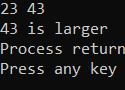 23 43
43 is larger
Process return
Press any key